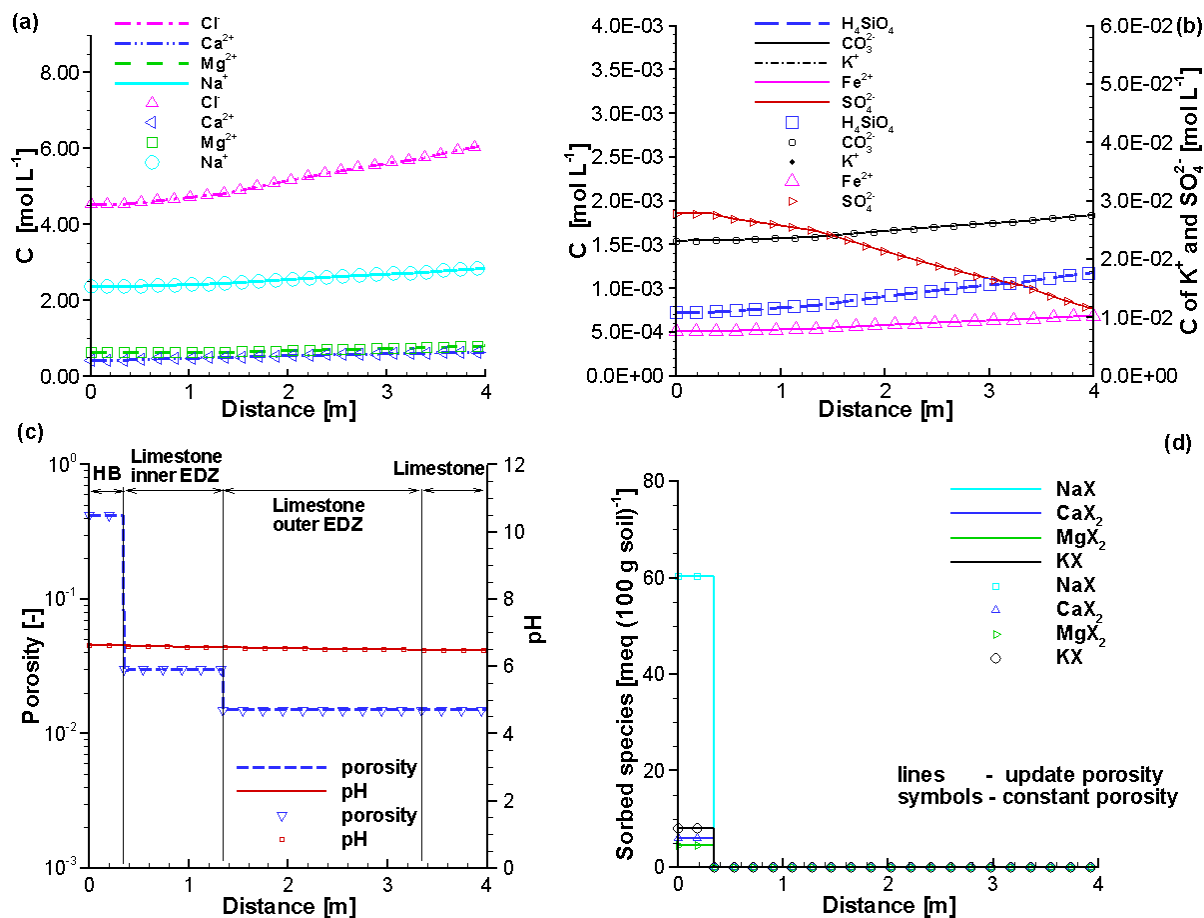 (a)
Cl⁻
Ca²⁺
Mg²⁺
Na⁺
Cl⁻
Ca²⁺
Mg²⁺
Na⁺
8.00
6.00
4.00
2.00
0.00
C [mol L⁻¹]
0 1 2 3 4
Distance [m]
(b)
H₄SiO₄
CO₃²⁻
K⁺
Fe²⁺
SO₄²⁻
H₄SiO₄
CO₃²⁻
K⁺
Fe²⁺
SO₄²⁻
4.0E-03
3.5E-03
3.0E-03
2.5E-03
2.0E-03
1.5E-03
1.0E-03
5.0E-04
0.0E+00
C [mol L⁻¹]
6.0E-02
5.0E-02
4.0E-02
3.0E-02
2.0E-02
1.0E-02
0.0E+00
C of K⁺ and SO₄²⁻ [mol L⁻¹]
0 1 2 3 4
Distance [m]
(c)
HB
Limestone
inner EDZ
Limestone
outer EDZ
Limestone
10⁰
10⁻¹
10⁻²
10⁻³
Porosity [-]
12
10
8
6
4
2
0
pH
porosity
pH
porosity
pH
0 1 2 3 4
Distance [m]
(d)
NaX
CaX₂
MgX₂
KX
NaX
CaX₂
MgX₂
KX
lines - update porosity
symbols - constant porosity
80
60
40
20
0
Sorbed species [meq (100 g soil)⁻¹]
0 1 2 3 4
Distance [m]